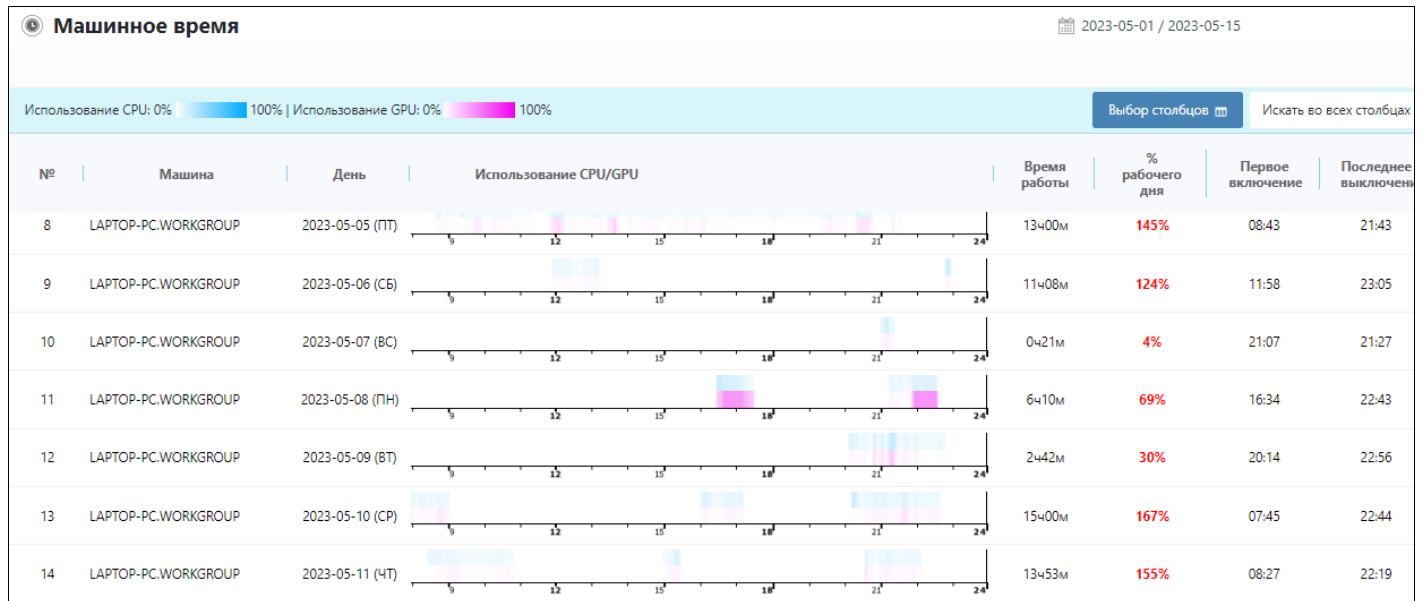 Машинное время
2023-05-01 / 2023-05-15
Использование CPU: 0% 100% | Использование GPU: 0% 100%
Выбор столбцов
Искать во всех столбцах
№ Машина День Использование CPU/GPU Время работы % рабочего дня Первое включение Последнее выключени
8 LAPTOP-PC.WORKGROUP 2023-05-05 (ПТ) 13ч00м 145% 08:43 21:43
9 12 15 18 21 24
9 LAPTOP-PC.WORKGROUP 2023-05-06 (СБ) 11ч08м 124% 11:58 23:05
9 12 15 18 21 24
10 LAPTOP-PC.WORKGROUP 2023-05-07 (ВС) 0ч21м 4% 21:07 21:27
9 12 15 18 21 24
11 LAPTOP-PC.WORKGROUP 2023-05-08 (ПН) 6ч10м 69% 16:34 22:43
9 12 15 18 21 24
12 LAPTOP-PC.WORKGROUP 2023-05-09 (ВТ) 2ч42м 30% 20:14 22:56
9 12 15 18 21 24
13 LAPTOP-PC.WORKGROUP 2023-05-10 (СР) 15ч00м 167% 07:45 22:44
9 12 15 18 21 24
14 LAPTOP-PC.WORKGROUP 2023-05-11 (ЧТ) 13ч53м 155% 08:27 22:19
9 12 15 18 21 24